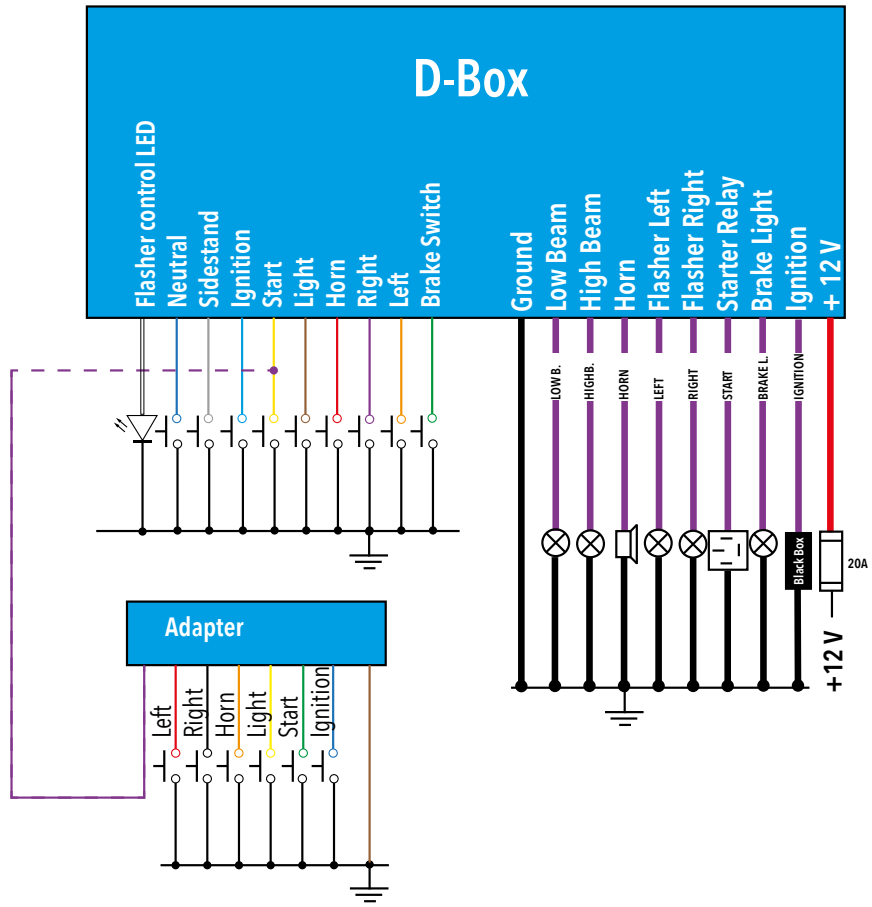 D-Box
Flasher control LED
Neutral
Sidestand
Ignition
Start
Light
Horn
Right
Left
Brake Switch
Ground
Low Beam
High Beam
Horn
Flasher Left
Flasher Right
Starter Relay
Brake Light
Ignition
+ 12 V
LOW B.
HIGH B.
HORN
LEFT
RIGHT
START
BRAKE L.
IGNITION
Black Box
20A
+12 V
Adapter
Left
Right
Horn
Light
Start
Ignition